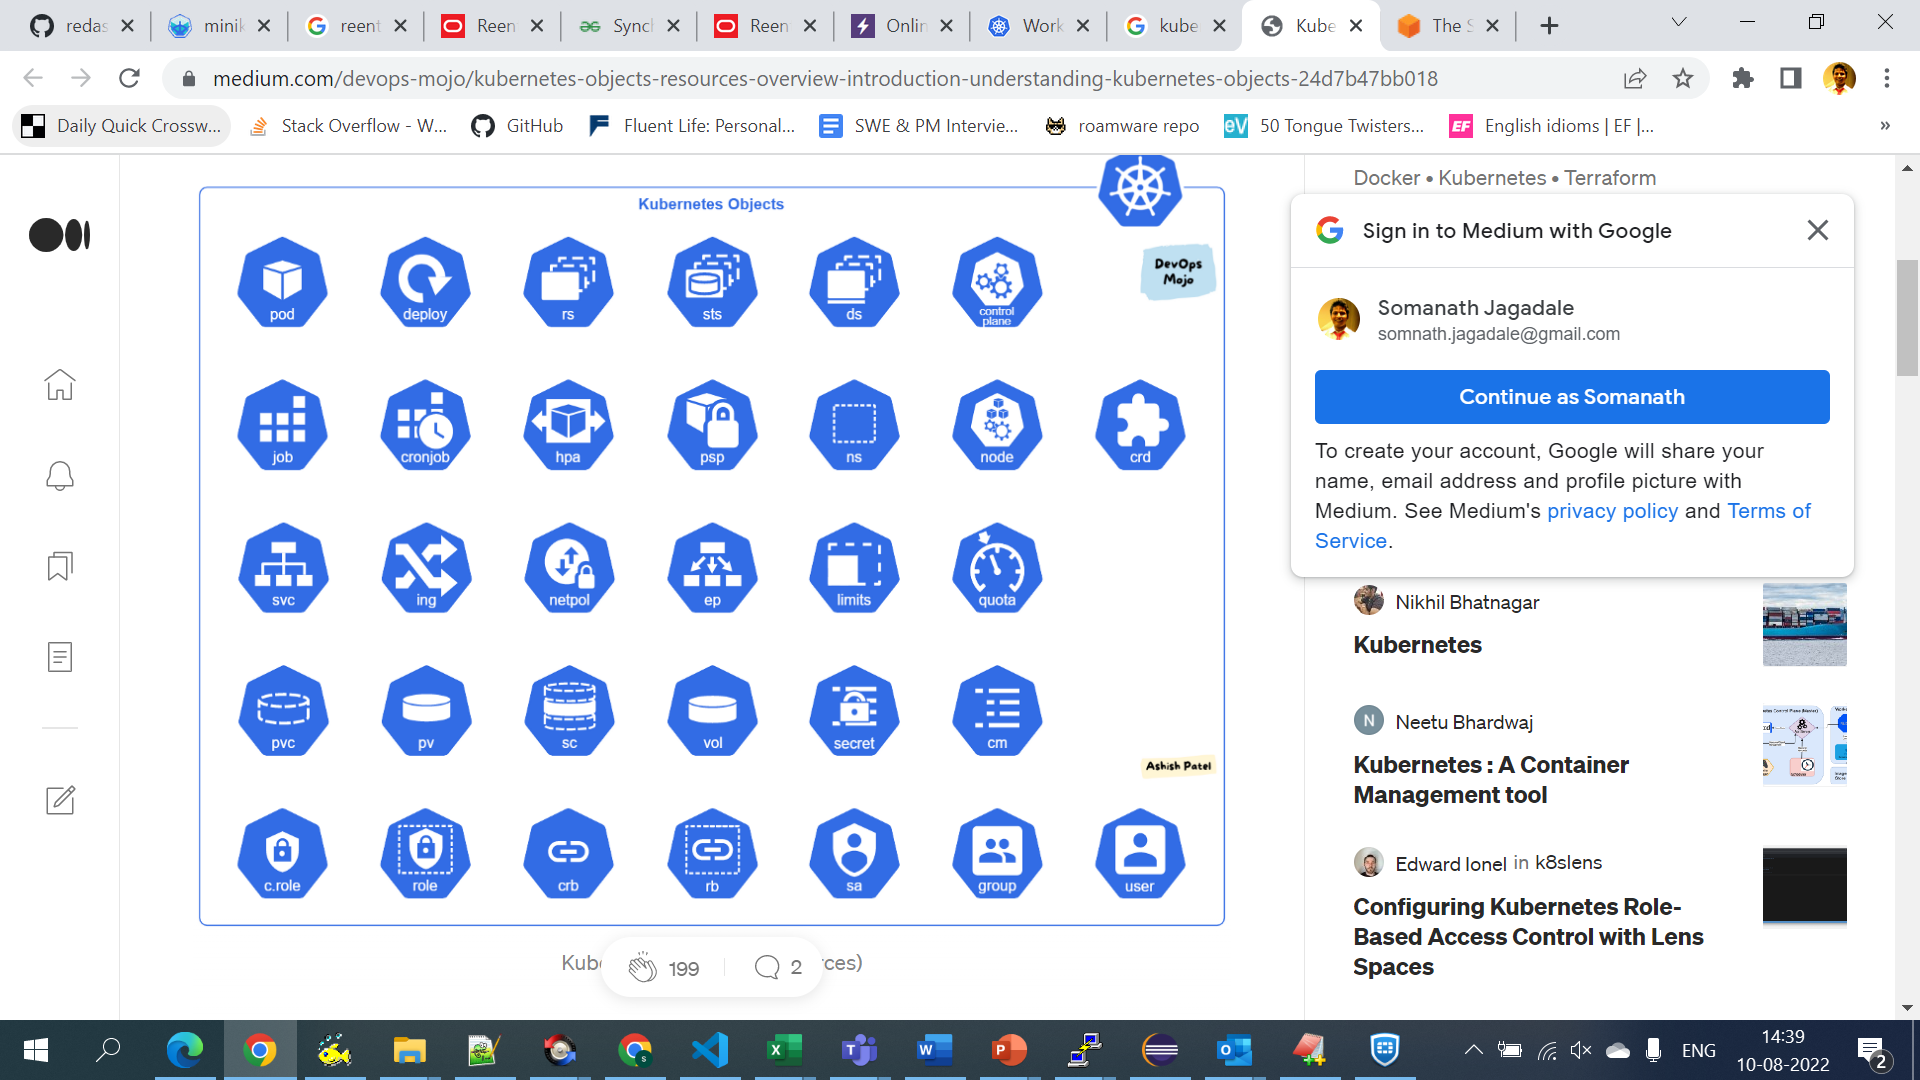 redas
minik
reent
Reen
Sync
Reen
Onlin
Work
kube
Kube
The S
medium.com/devops-mojo/kubernetes-objects-resources-overview-introduction-understanding-kubernetes-objects-24d7b47bb018
Daily Quick Crossw...
Stack Overflow - W...
GitHub
Fluent Life: Personal...
SWE & PM Intervie...
roamware repo
50 Tongue Twisters...
English idioms | EF |...
Kubernetes Objects
DevOps
Mojo
pod
deploy
rs
sts
ds
control
plane
job
cronjob
hpa
psp
ns
node
crd
svc
ing
netpol
ep
limits
quota
pvc
pv
sc
vol
secret
cm
Ashish Patel
c.role
role
crb
rb
sa
group
user
199
2
rces)
Docker • Kubernetes • Terraform
Sign in to Medium with Google
Somanath Jagadale
somnath.jagadale@gmail.com
Continue as Somanath
To create your account, Google will share your
name, email address and profile picture with
Medium. See Medium's privacy policy and Terms of
Service.
Nikhil Bhatnagar
Kubernetes
N Neetu Bhardwaj
Kubernetes : A Container
Management tool
Edward Ionel in k8slens
Configuring Kubernetes Role-
Based Access Control with Lens
Spaces
ENG
14:39
10-08-2022
2